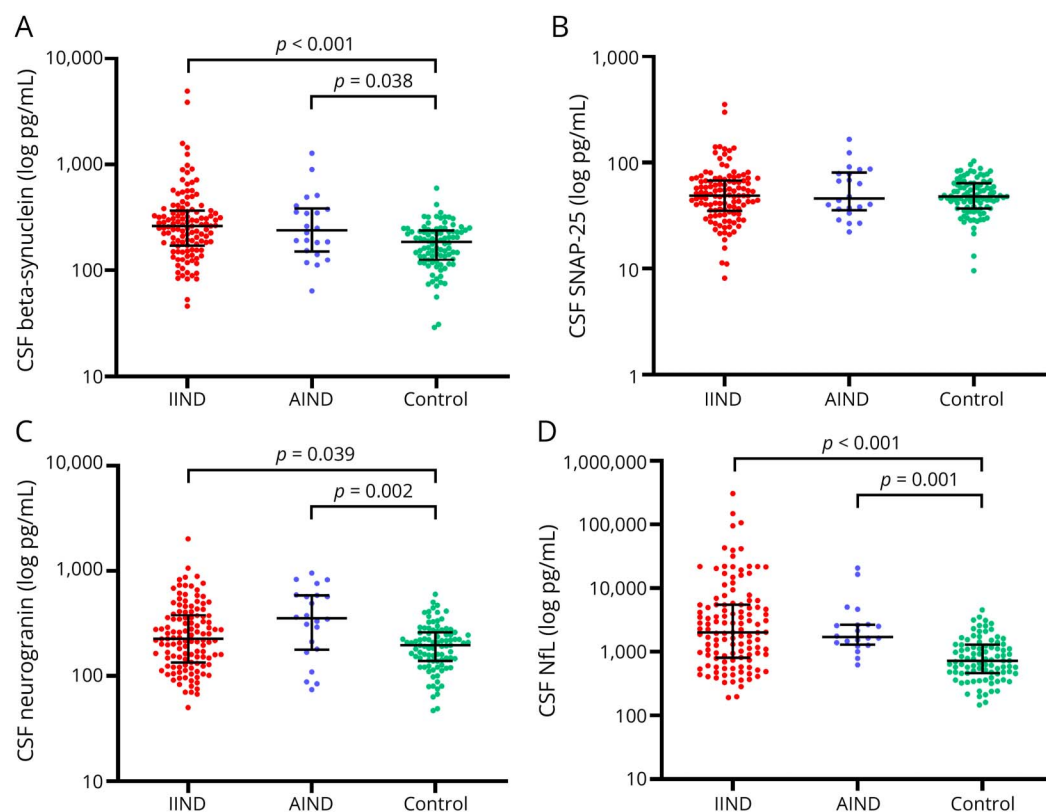 A
CSF beta-synuclein (log pg/mL)
10,000
1,000
100
10
p < 0.001
p = 0.038
IIND
AIND
Control
B
CSF SNAP-25 (log pg/mL)
1,000
100
10
1
IIND
AIND
Control
C
CSF neurogranin (log pg/mL)
10,000
1,000
100
10
p = 0.039
p = 0.002
IIND
AIND
Control
D
CSF NfL (log pg/mL)
1,000,000
100,000
10,000
1,000
100
10
p < 0.001
p = 0.001
IIND
AIND
Control